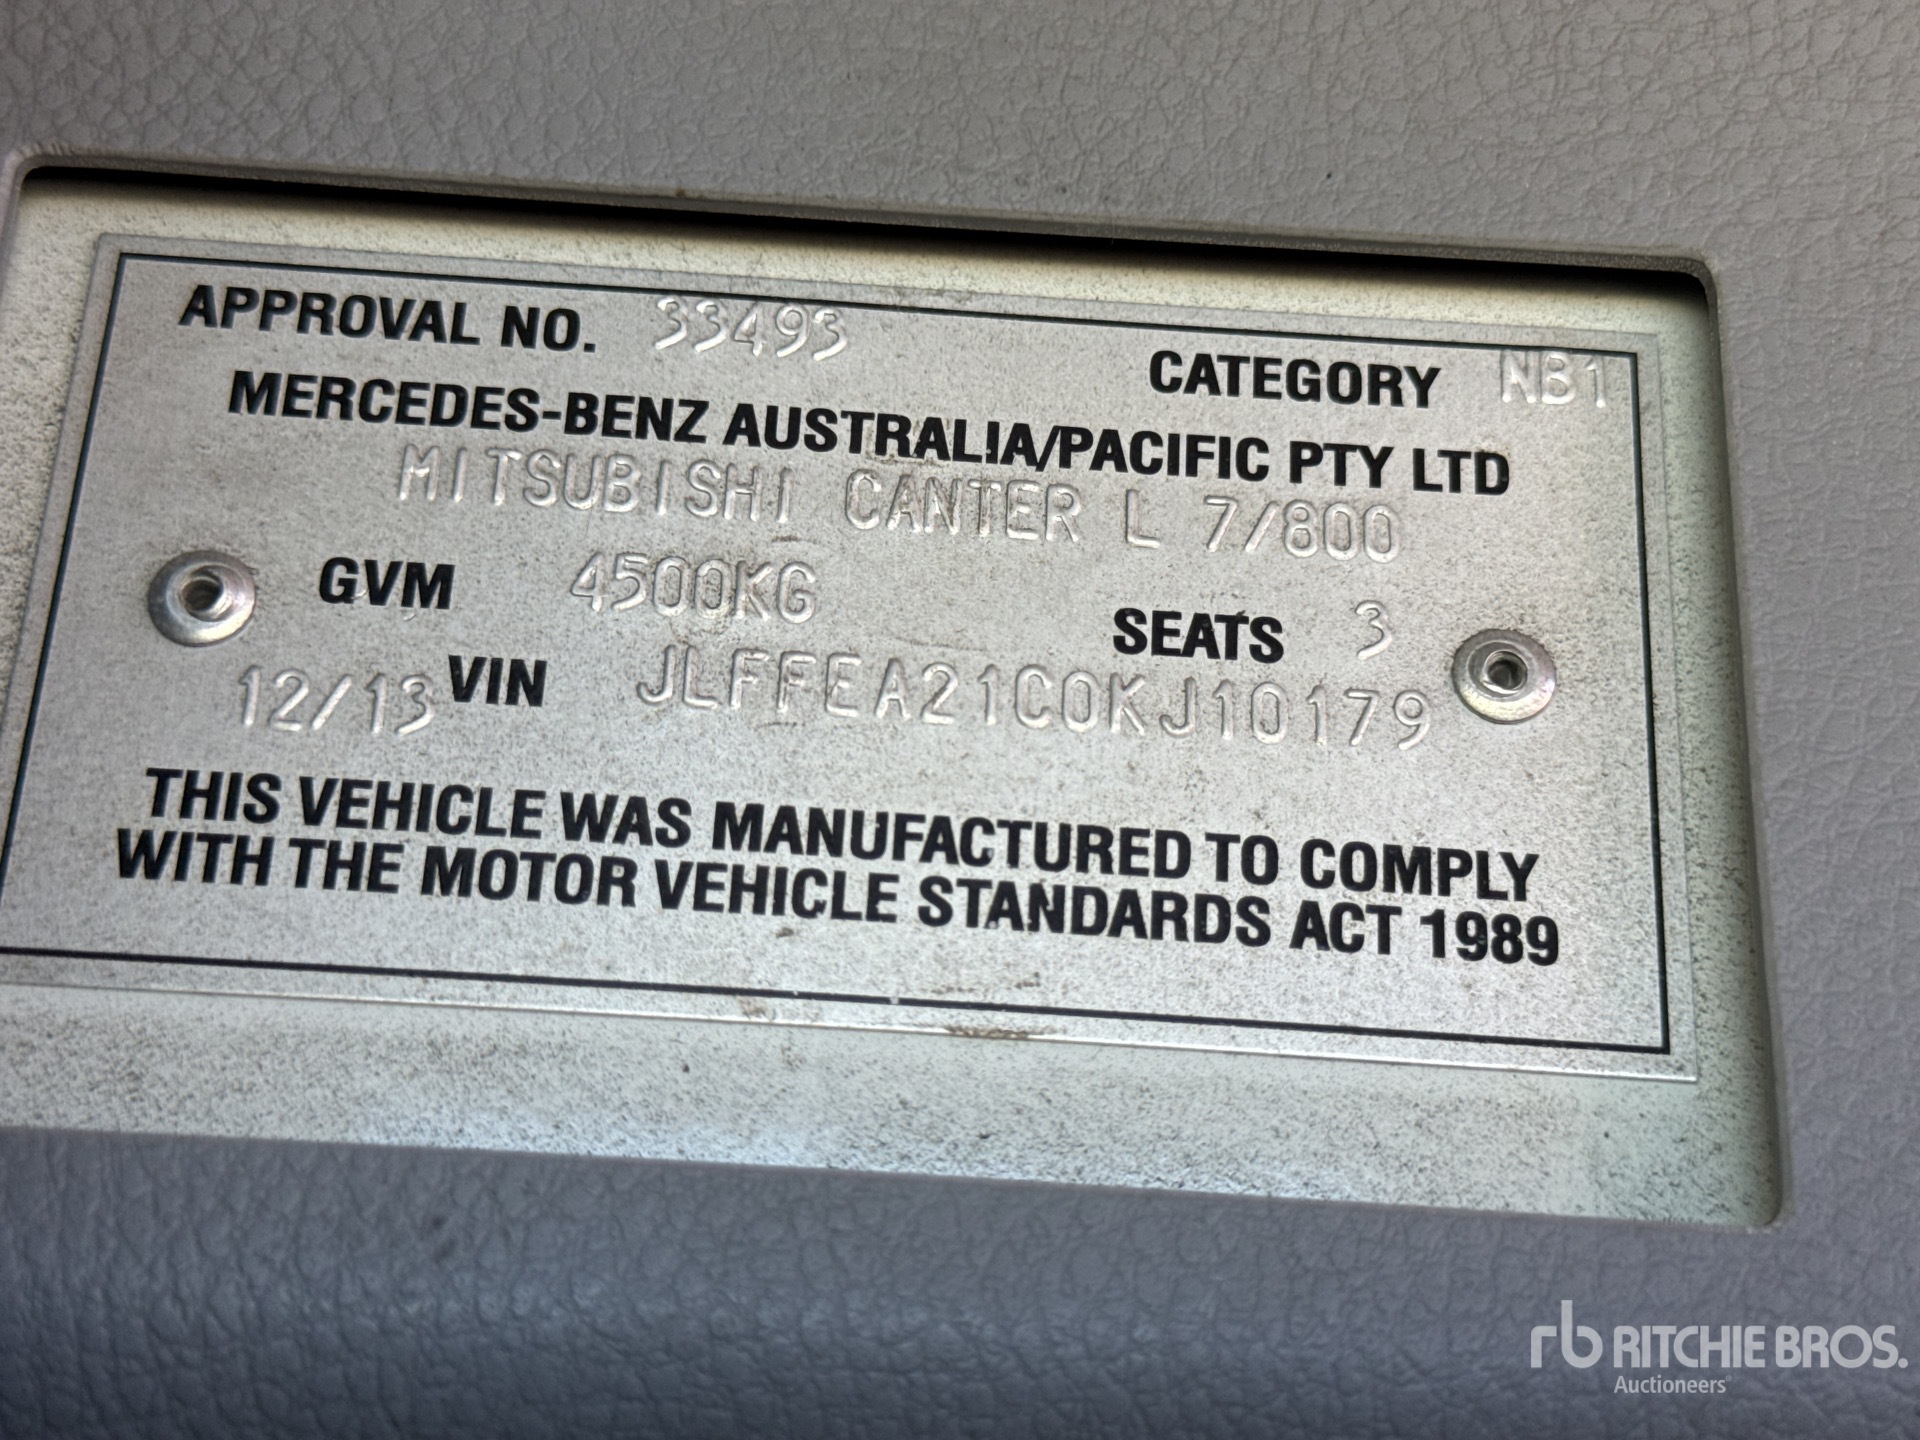 APPROVAL NO. 33493
CATEGORY NB1
MERCEDES-BENZ AUSTRALIA/PACIFIC PTY LTD
MITSUBISHI CANTER L 7/800
GVM 4500KG SEATS 3
12/13 VIN JLFFEA21C0KJ10179
THIS VEHICLE WAS MANUFACTURED TO COMPLY
WITH THE MOTOR VEHICLE STANDARDS ACT 1989
rb RITCHIE BROS.
Auctioneers